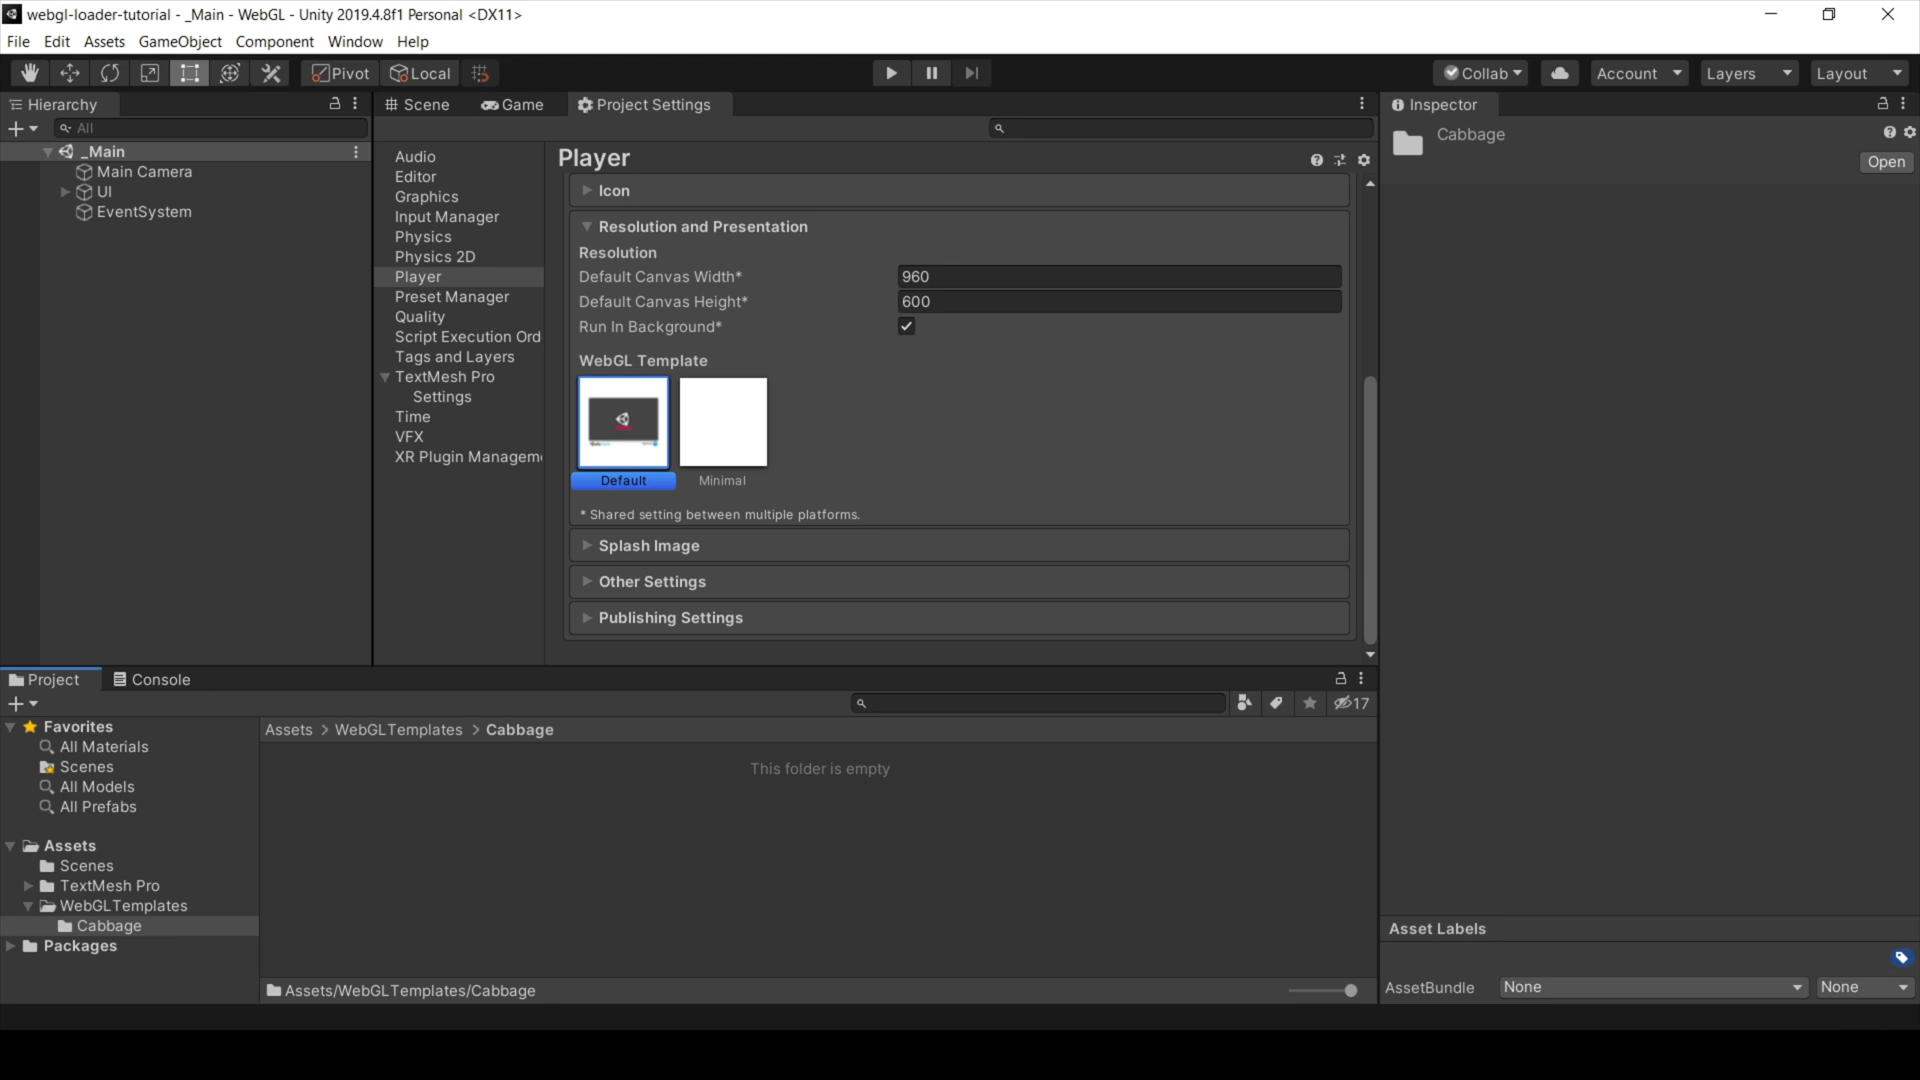 webgl-loader-tutorial - _Main - WebGL - Unity 2019.4.8f1 Personal <DX11>
File Edit Assets GameObject Component Window Help
Pivot Local Collab Account Layers Layout
Hierarchy
All
_Main
Main Camera
UI
EventSystem
Scene Game Project Settings
Audio
Editor
Graphics
Input Manager
Physics
Physics 2D
Player
Preset Manager
Quality
Script Execution Ord
Tags and Layers
TextMesh Pro
Settings
Time
VFX
XR Plugin Managem
Player
Icon
Resolution and Presentation
Resolution
Default Canvas Width* 960
Default Canvas Height* 600
Run In Background*
WebGL Template
Default Minimal
* Shared setting between multiple platforms.
Splash Image
Other Settings
Publishing Settings
Inspector
Cabbage
Open
Project Console
17
Favorites
All Materials
Scenes
All Models
All Prefabs
Assets
Scenes
TextMesh Pro
WebGLTemplates
Cabbage
Packages
Assets > WebGLTemplates > Cabbage
This folder is empty
Assets/WebGLTemplates/Cabbage
Asset Labels
AssetBundle None None